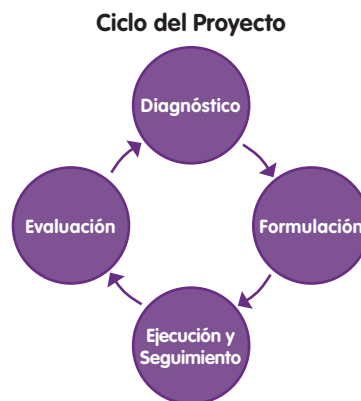 Ciclo del Proyecto
Diagnóstico
Formulación
Ejecución y
Seguimiento
Evaluación